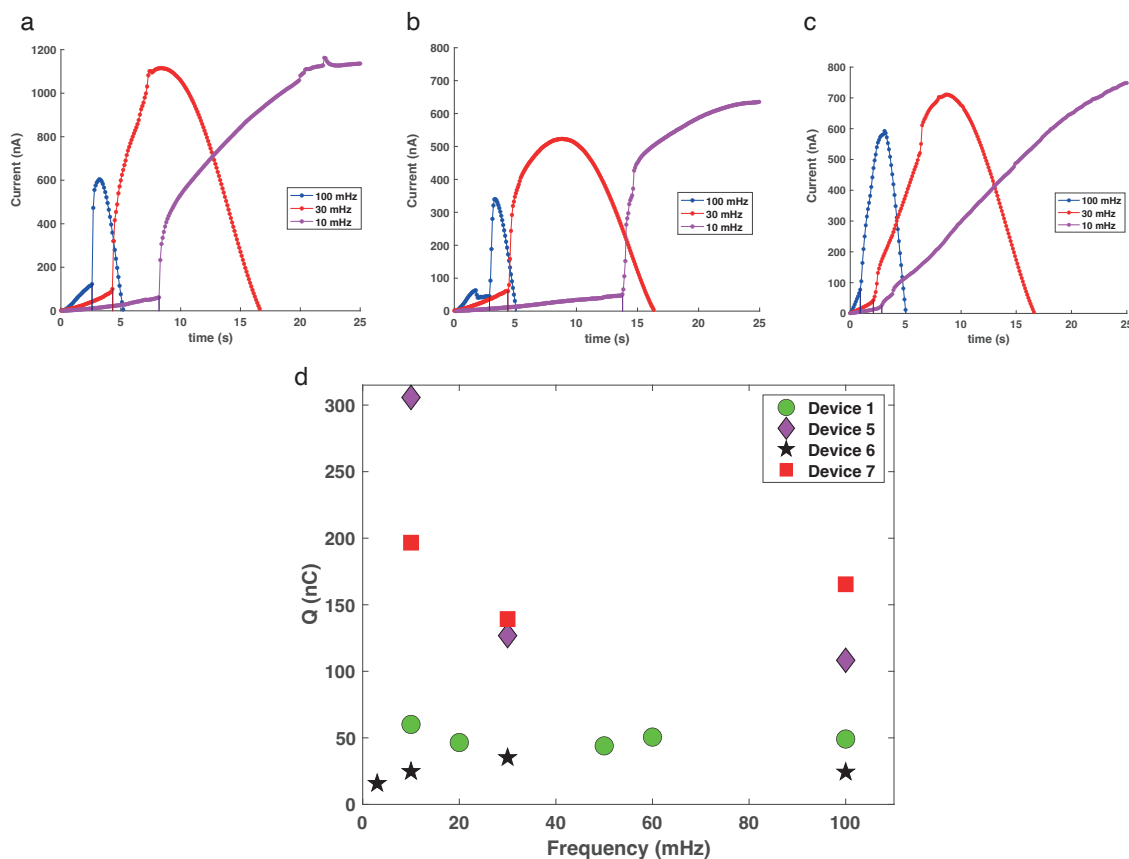 a
1200
1000
800
600
400
200
0
Current (nA)
0 5 10 15 20 25
time (s)
100 mHz
30 mHz
10 mHz
b
800
700
600
500
400
300
200
100
0
Current (nA)
0 5 10 15 20 25
time (s)
100 mHz
30 mHz
10 mHz
c
800
700
600
500
400
300
200
100
0
Current (nA)
0 5 10 15 20 25
time (s)
100 mHz
30 mHz
10 mHz
d
300
250
200
150
100
50
0
Q (nC)
0 20 40 60 80 100
Frequency (mHz)
Device 1
Device 5
Device 6
Device 7